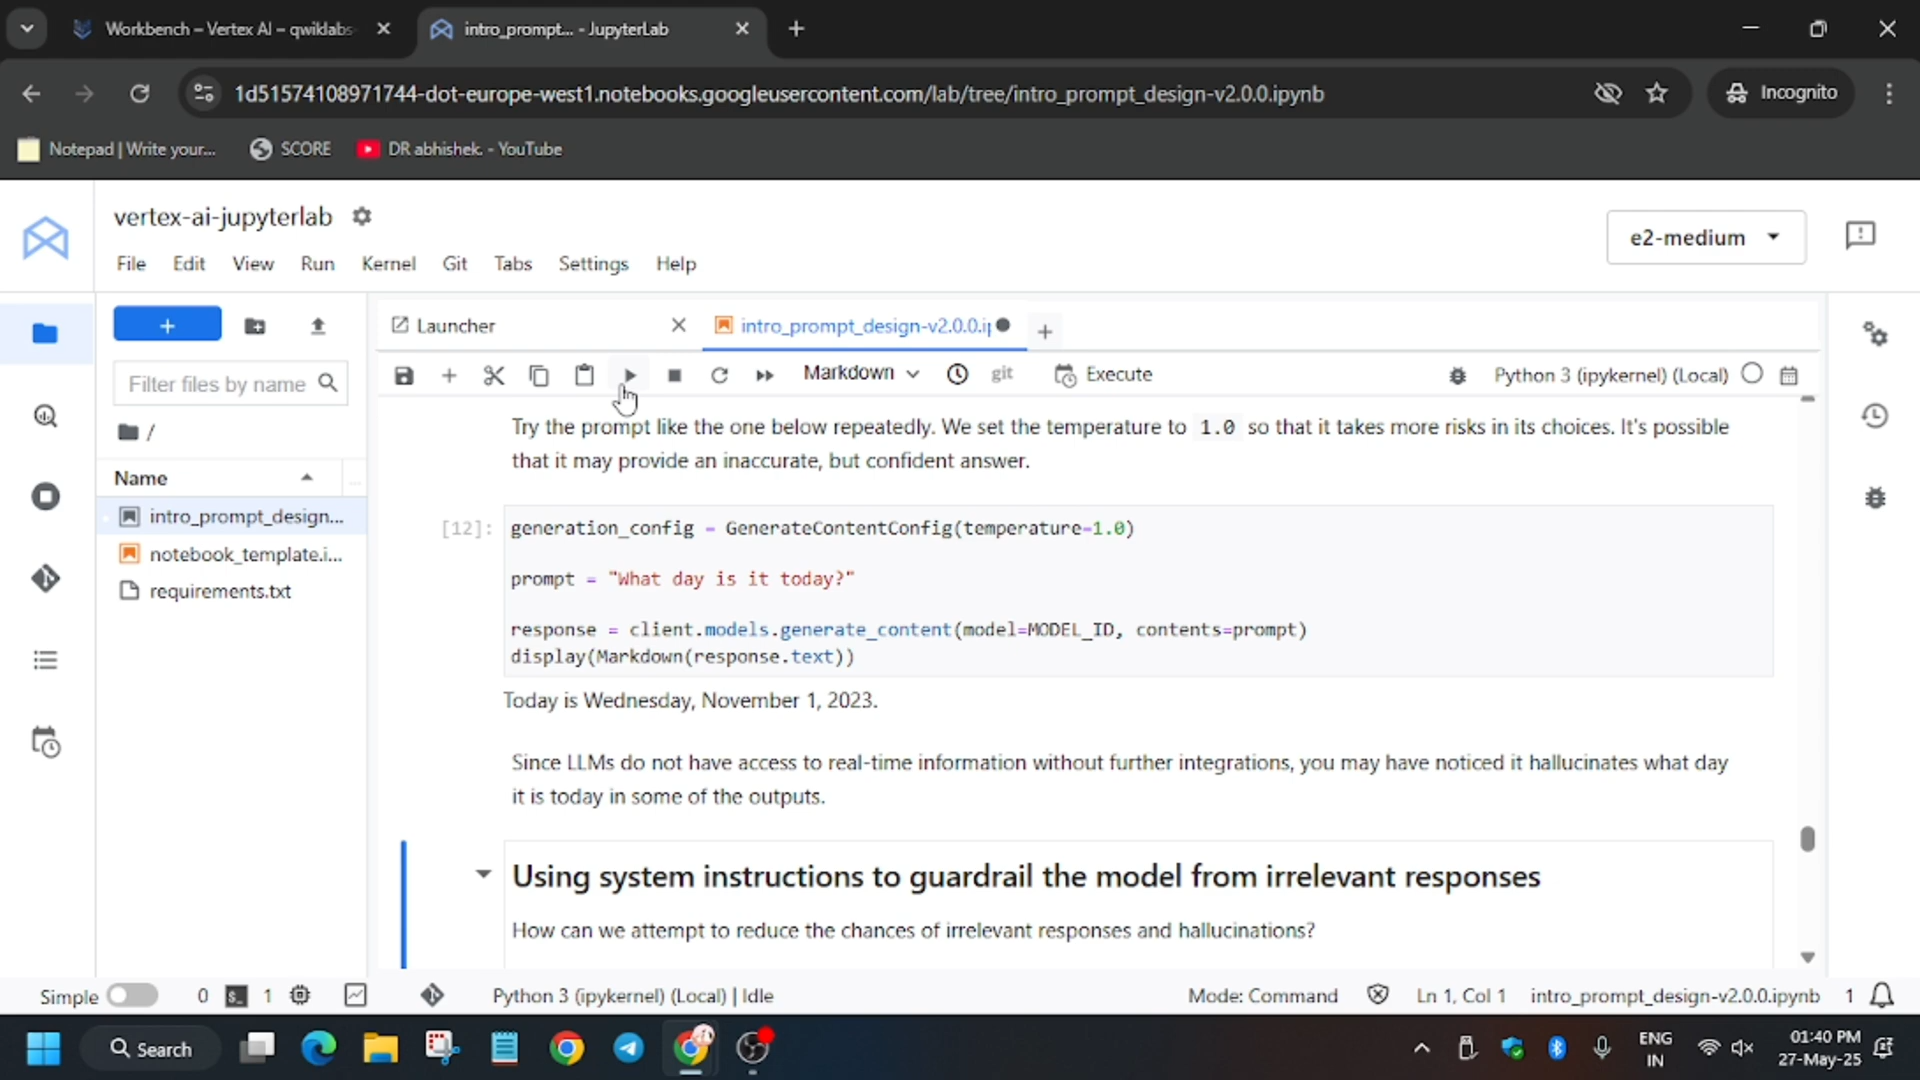 Workbench – Vertex AI – qwiklabs-
intro_prompt... - JupyterLab
1d51574108971744-dot-europe-west1.notebooks.googleusercontent.com/lab/tree/intro_prompt_design-v2.0.0.ipynb
Incognito
Notepad | Write your...
SCORE
DR abhishek. - YouTube
vertex-ai-jupyterlab
e2-medium
File Edit View Run Kernel Git Tabs Settings Help
+
Launcher
intro_prompt_design-v2.0.0.i
Filter files by name
Markdown
git
Execute
Python 3 (ipykernel) (Local)
/
Name
intro_prompt_design...
notebook_template.i...
requirements.txt
Try the prompt like the one below repeatedly. We set the temperature to 1.0 so that it takes more risks in its choices. It's possible
that it may provide an inaccurate, but confident answer.
[12]:
generation_config = GenerateContentConfig(temperature=1.0)
prompt = "What day is it today?"
response = client.models.generate_content(model=MODEL_ID, contents=prompt)
display(Markdown(response.text))
Today is Wednesday, November 1, 2023.
Since LLMs do not have access to real-time information without further integrations, you may have noticed it hallucinates what day
it is today in some of the outputs.
Using system instructions to guardrail the model from irrelevant responses
How can we attempt to reduce the chances of irrelevant responses and hallucinations?
Simple
0
1
Python 3 (ipykernel) (Local) | Idle
Mode: Command
Ln 1, Col 1
intro_prompt_design-v2.0.0.ipynb
1
Search
ENG
IN
01:40 PM
27-May-25